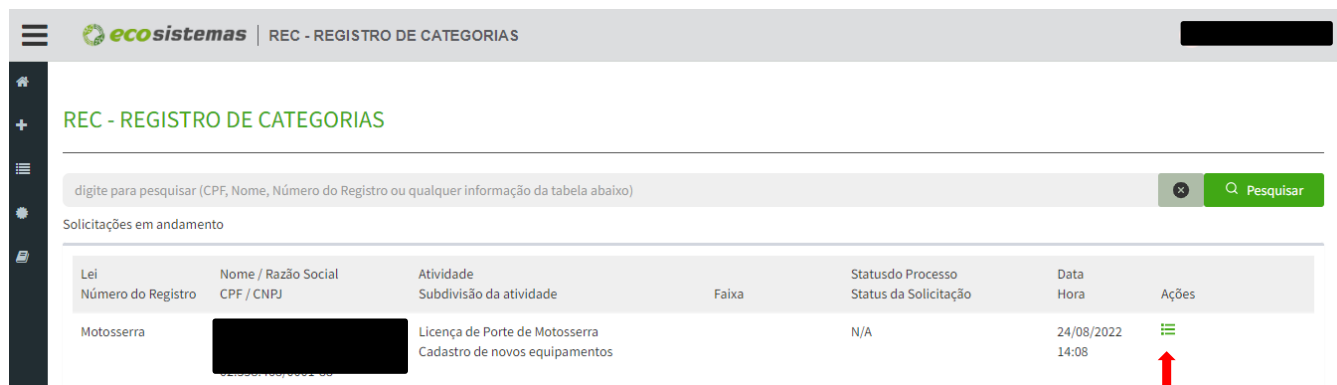 ecosistemas | REC - REGISTRO DE CATEGORIAS
REC - REGISTRO DE CATEGORIAS
digite para pesquisar (CPF, Nome, Número do Registro ou qualquer informação da tabela abaixo)
Pesquisar
Solicitações em andamento
Lei Nome / Razão Social Atividade Statusdo Processo Data
Número do Registro CPF / CNPJ Subdivisão da atividade Faixa Status da Solicitação Hora Ações
Motosserra Licença de Porte de Motosserra N/A 24/08/2022
Cadastro de novos equipamentos 14:08